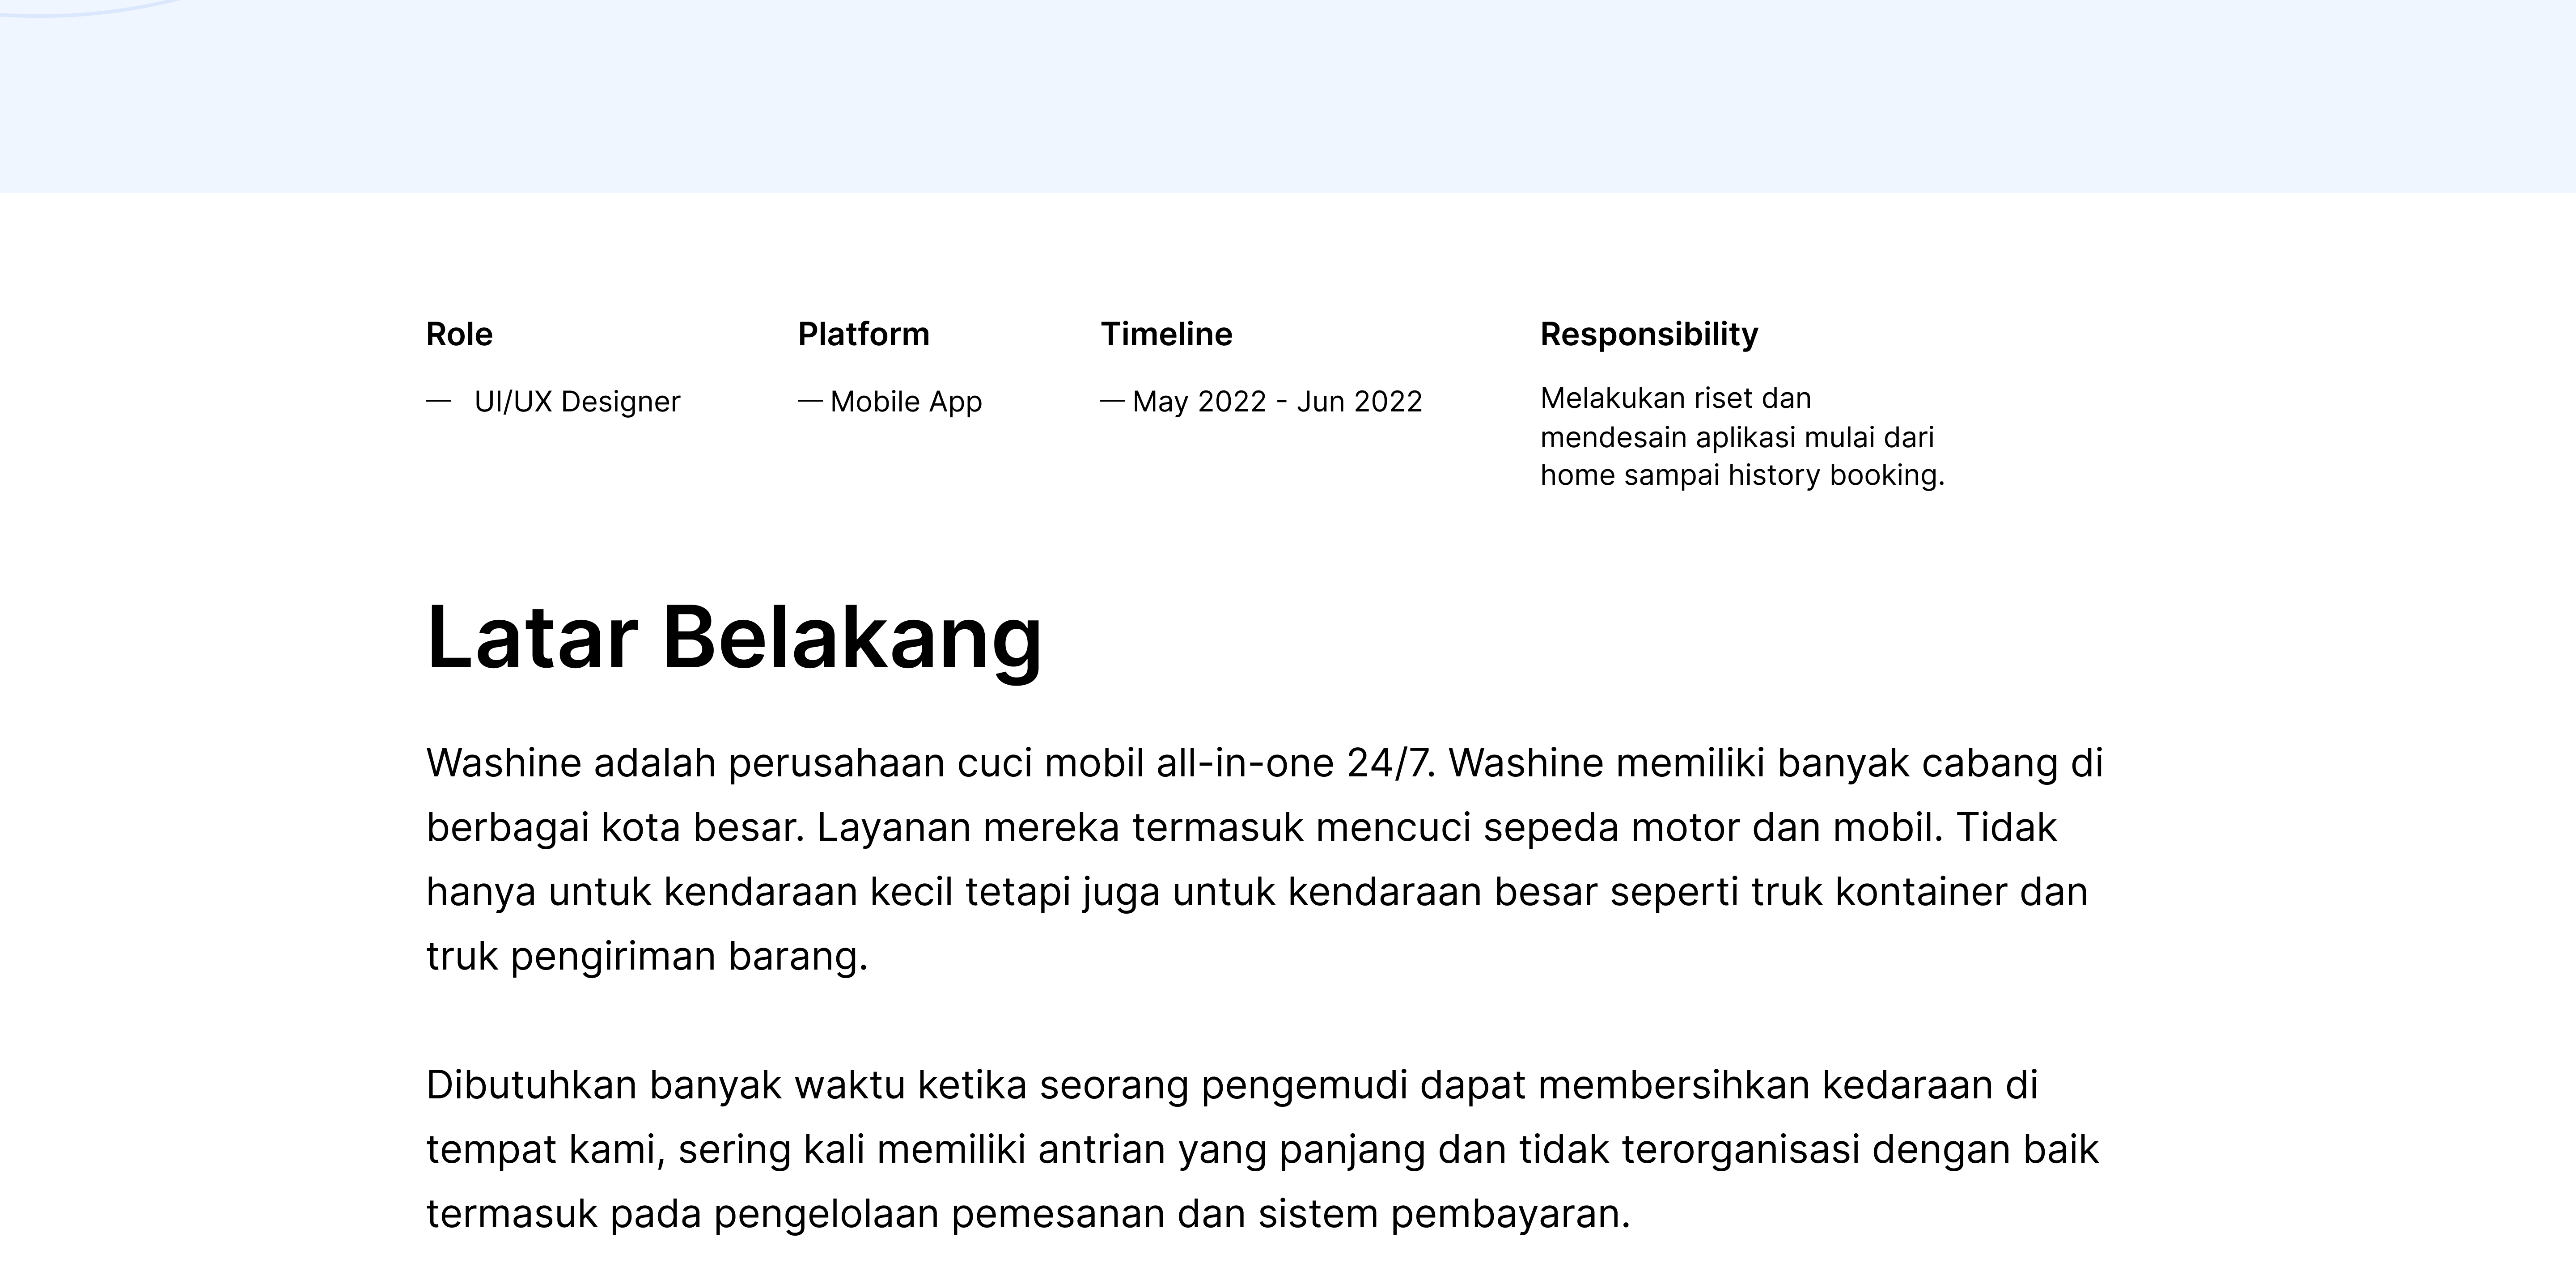 Role
— UI/UX Designer
Platform
— Mobile App
Timeline
— May 2022 - Jun 2022
Responsibility
Melakukan riset dan
mendesain aplikasi mulai dari
home sampai history booking.
Latar Belakang
Washine adalah perusahaan cuci mobil all-in-one 24/7. Washine memiliki banyak cabang di
berbagai kota besar. Layanan mereka termasuk mencuci sepeda motor dan mobil. Tidak
hanya untuk kendaraan kecil tetapi juga untuk kendaraan besar seperti truk kontainer dan
truk pengiriman barang.
Dibutuhkan banyak waktu ketika seorang pengemudi dapat membersihkan kedaraan di
tempat kami, sering kali memiliki antrian yang panjang dan tidak terorganisasi dengan baik
termasuk pada pengelolaan pemesanan dan sistem pembayaran.